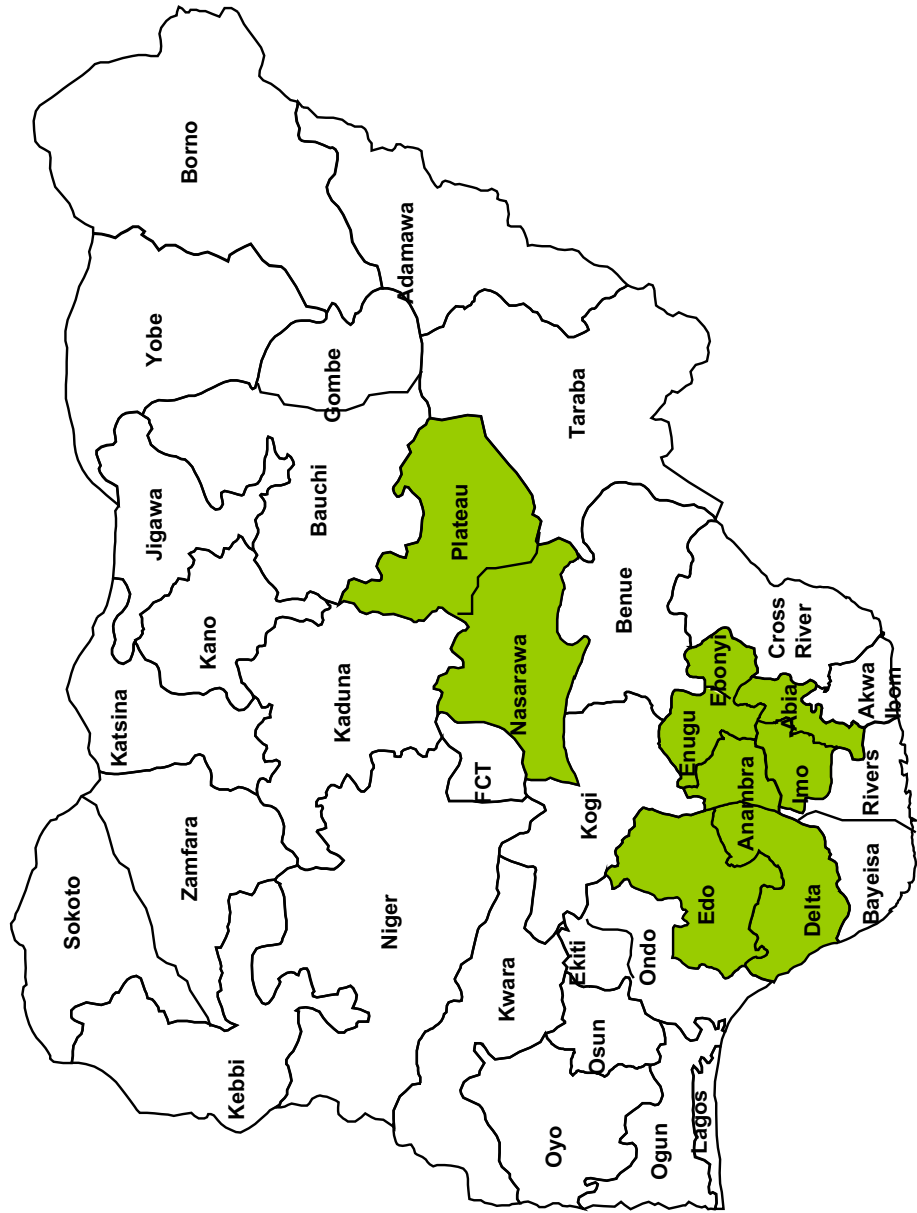 Sokoto
Katsina
Jigawa
Yobe
Borno
Zamfara
Kebbi
Kano
Kaduna
Bauchi
Gombe
Adamawa
Niger
FCT
Plateau
Nasarawa
Taraba
Kwara
Kogi
Benue
Oyo
Osun
Ekiti
Ondo
Edo
Enugu
Ebonyi
Cross
River
Ogun
Lagos
Anambra
Imo
Abia
Delta
Bayeisa
Rivers
Akwa
Ibom